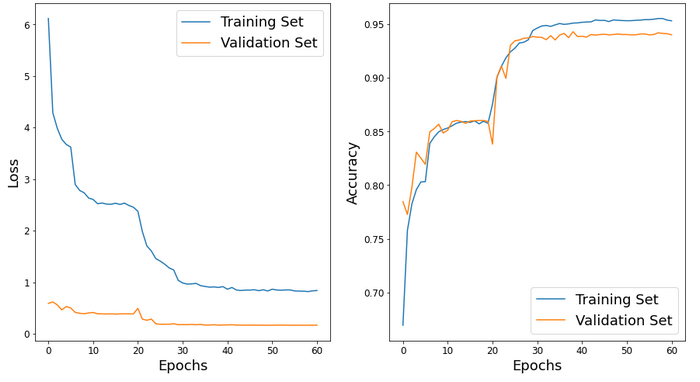 Training Set
Validation Set
6
5
4
3
2
1
0
Loss
0 10 20 30 40 50 60
Epochs
0.95
0.90
0.85
0.80
0.75
0.70
Accuracy
Training Set
Validation Set
0 10 20 30 40 50 60
Epochs